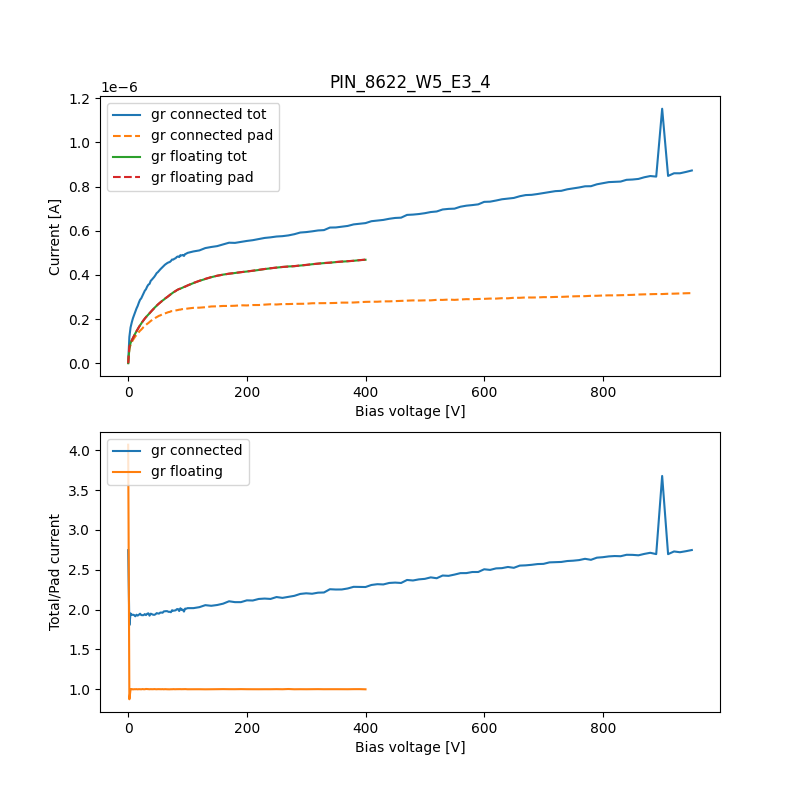 PIN_8622_W5_E3_4
1e−6
gr connected tot
gr connected pad
gr floating tot
gr floating pad
Current [A]
1.2
1.0
0.8
0.6
0.4
0.2
0.0
0 200 400 600 800
Bias voltage [V]
gr connected
gr floating
Total/Pad current
4.0
3.5
3.0
2.5
2.0
1.5
1.0
0 200 400 600 800
Bias voltage [V]